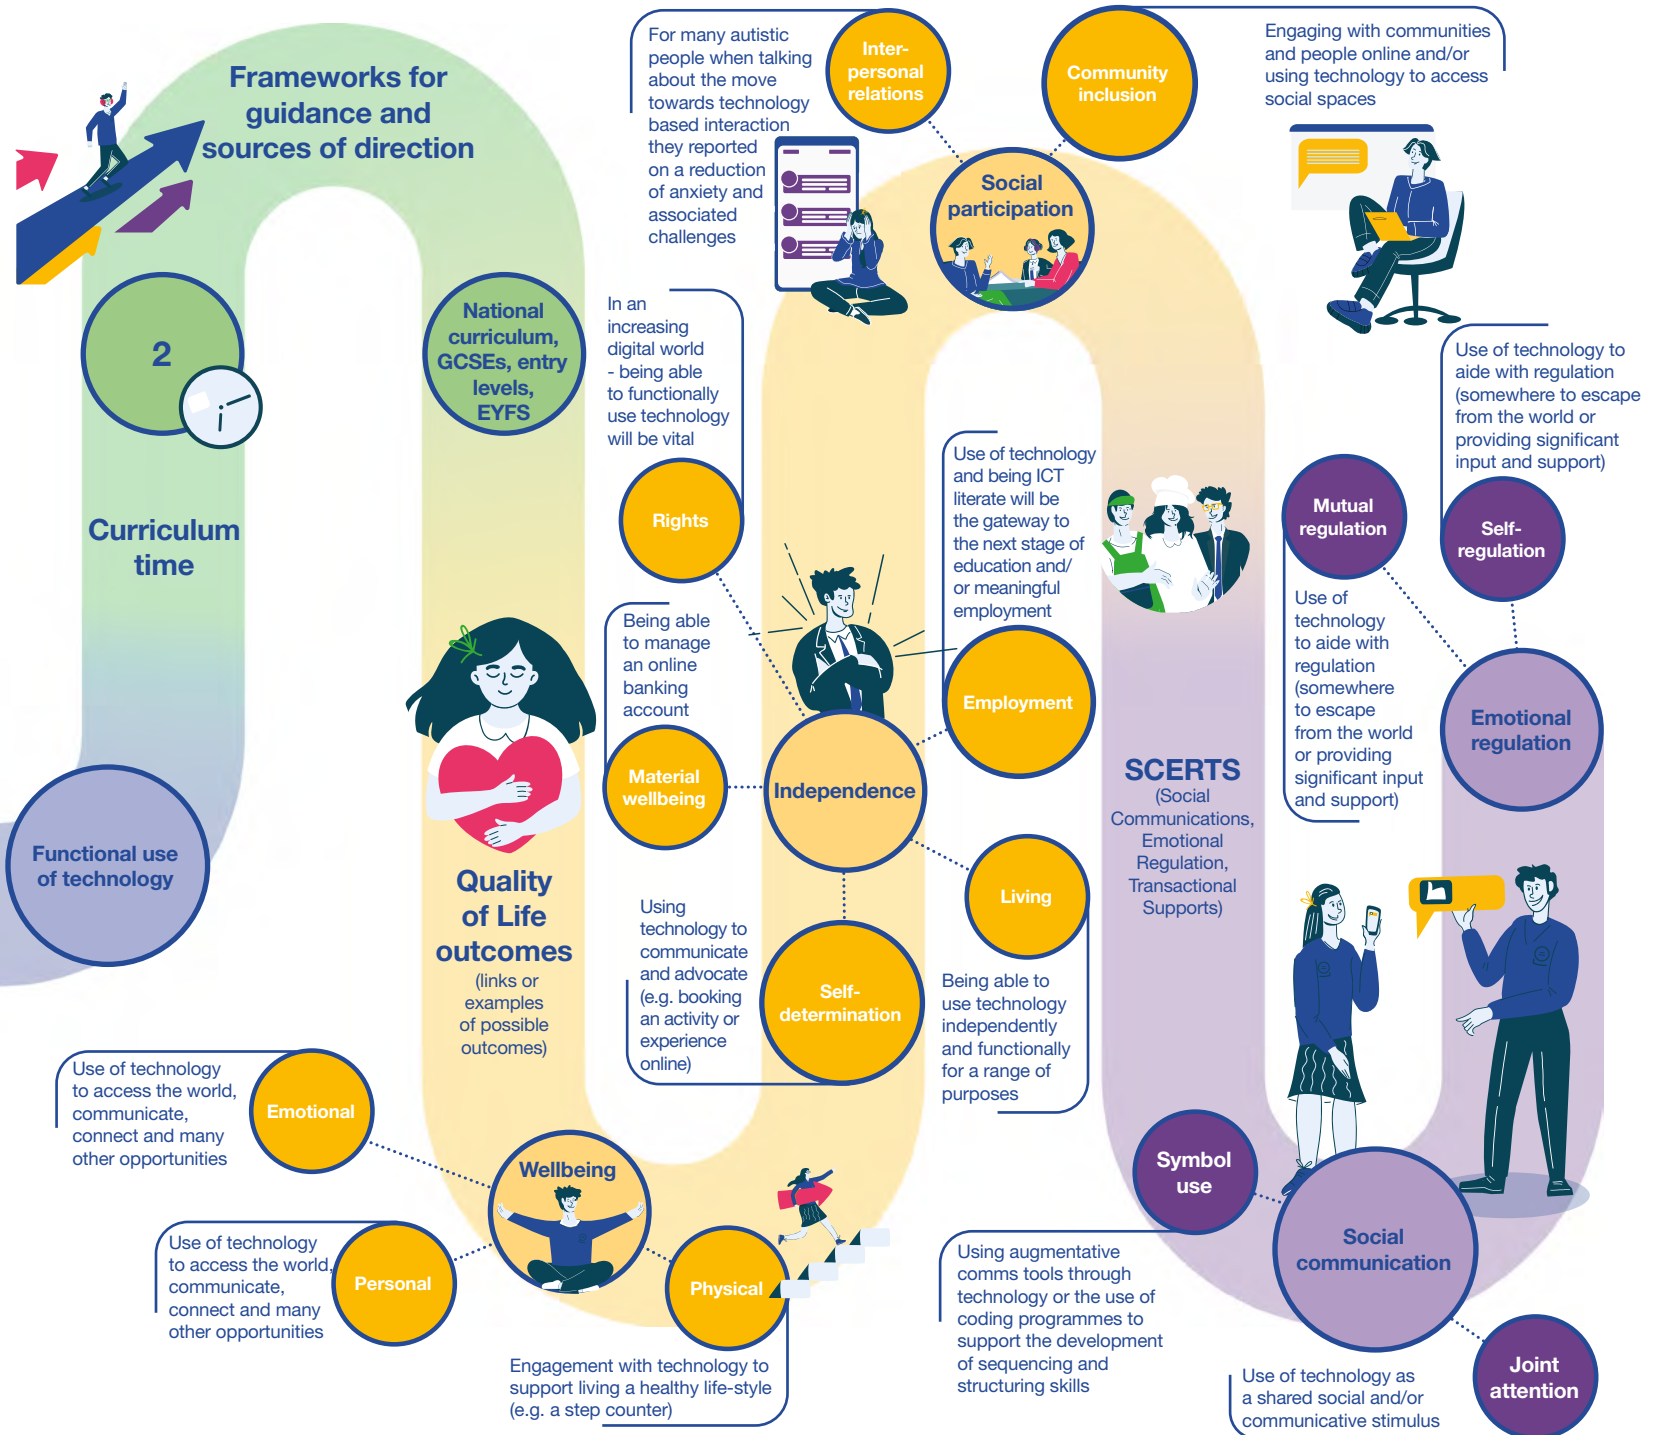 Frameworks for
guidance and
sources of direction
2
National
curriculum,
GCSEs, entry
levels,
EYFS
Curriculum
time
Functional use
of technology
Quality
of Life
outcomes
(links or
examples
of possible
outcomes)
Emotional
Use of technology
to access the world,
communicate,
connect and many
other opportunities
Wellbeing
Personal
Use of technology
to access the world,
communicate,
connect and many
other opportunities
Physical
Engagement with technology to
support living a healthy life-style
(e.g. a step counter)
Independence
Rights
In an
increasing
digital world
- being able
to functionally
use technology
will be vital
Material
wellbeing
Being able
to manage
an online
banking
account
Employment
Use of technology
and being ICT
literate will be
the gateway to
the next stage of
education and/
or meaningful
employment
Living
Being able to
use technology
independently
and functionally
for a range of
purposes
Self-
determination
Using
technology to
communicate
and advocate
(e.g. booking
an activity or
experience
online)
Social
participation
Inter-
personal
relations
For many autistic
people when talking
about the move
towards technology
based interaction
they reported
on a reduction
of anxiety and
associated
challenges
Community
inclusion
Engaging with communities
and people online and/or
using technology to access
social spaces
SCERTS
(Social
Communications,
Emotional
Regulation,
Transactional
Supports)
Symbol
use
Using augmentative
comms tools through
technology or the use of
coding programmes to
support the development
of sequencing and
structuring skills
Social
communication
Joint
attention
Use of technology as
a shared social and/or
communicative stimulus
Emotional
regulation
Mutual
regulation
Use of
technology
to aide with
regulation
(somewhere
to escape
from the world
or providing
significant input
and support)
Self-
regulation
Use of technology to
aide with regulation
(somewhere to escape
from the world or
providing significant
input and support)